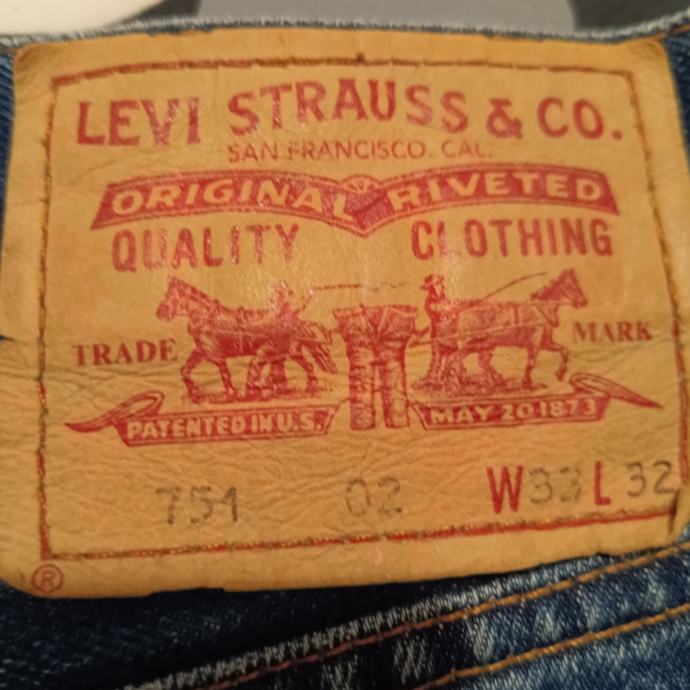 LEVI STRAUSS & CO.
SAN FRANCISCO. CAL.
ORIGINAL RIVETED
QUALITY CLOTHING
TRADE MARK
PATENTED IN U.S. MAY 20 1873
751 02 W33 L 32
®